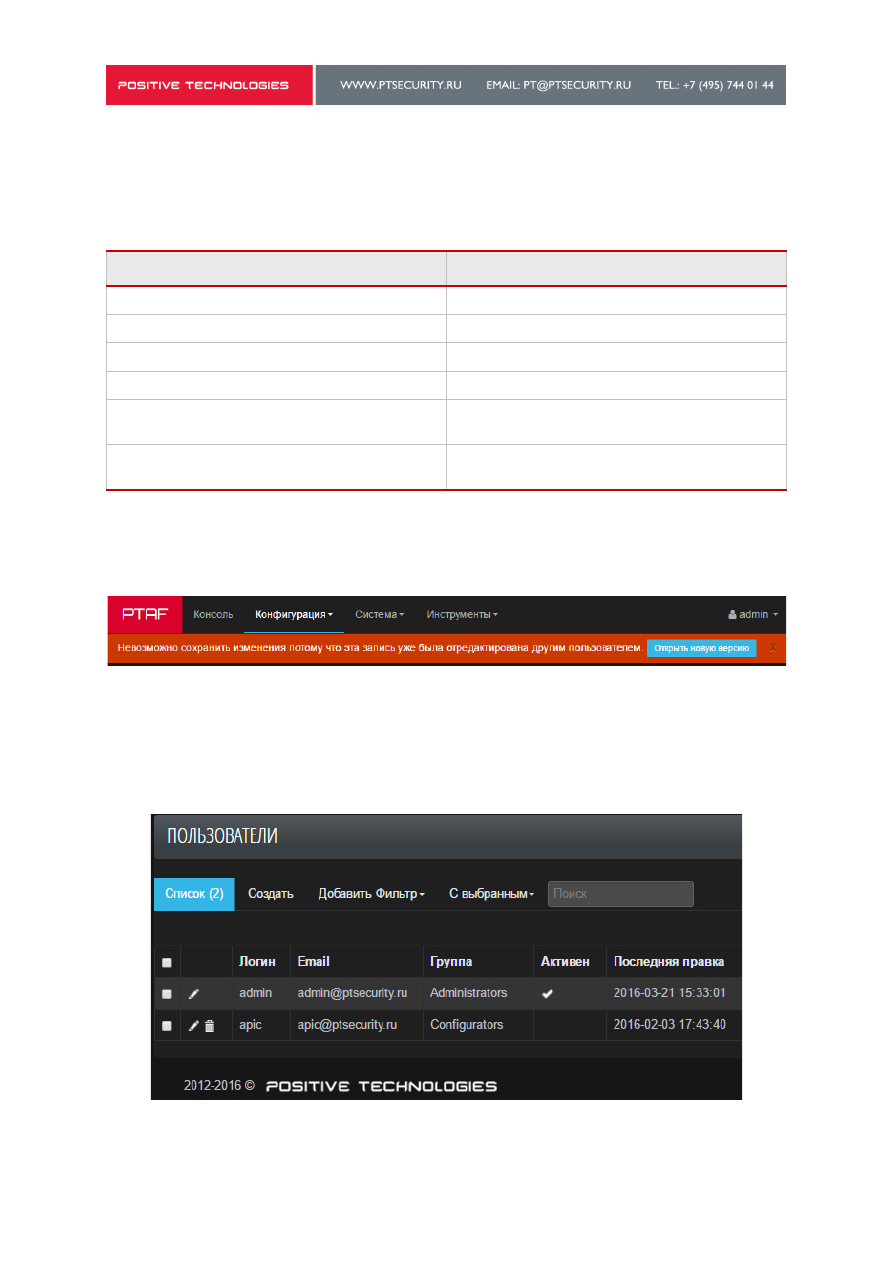 POSITIVE TECHNOLOGIES WWW.PTSECURITY.RU EMAIL: PT@PTSECURITY.RU TEL.: +7 (495) 744 01 44
PTAF Консоль Конфигурация Система Инструменты admin
Невозможно сохранить изменения потому что эта запись уже была отредактирована другим пользователем. Открыть новую версию X
ПОЛЬЗОВАТЕЛИ
Список (2) Создать Добавить Фильтр С выбранным Поиск
Логин Email Группа Активен Последняя правка
admin admin@ptsecurity.ru Administrators 2016-03-21 15:33:01
apic apic@ptsecurity.ru Configurators 2016-02-03 17:43:40
2012-2016 © POSITIVE TECHNOLOGIES